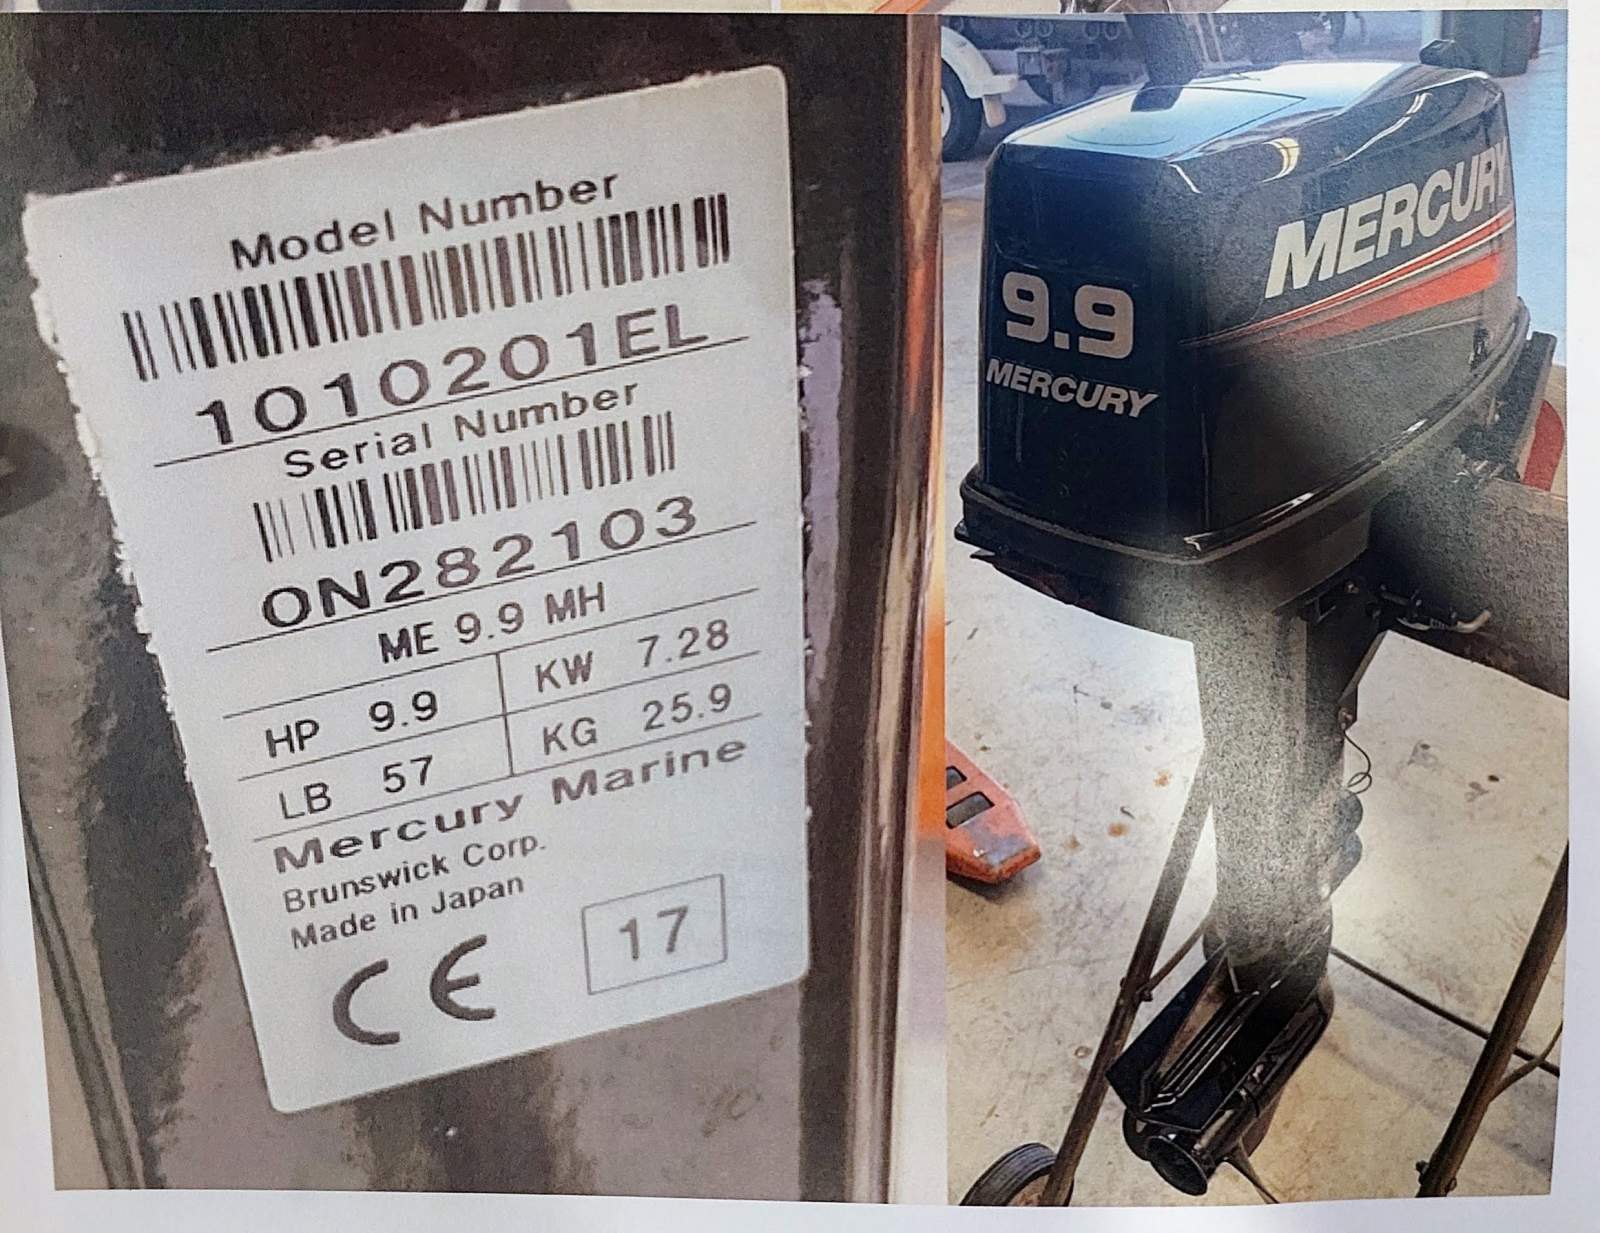 Model Number
1010201EL
Serial Number
0N282103
ME 9.9 MH
HP 9.9 KW 7.28
LB 57 KG 25.9
Mercury Marine
Brunswick Corp.
Made in Japan
CE 17
MERCURY
9.9
MERCURY